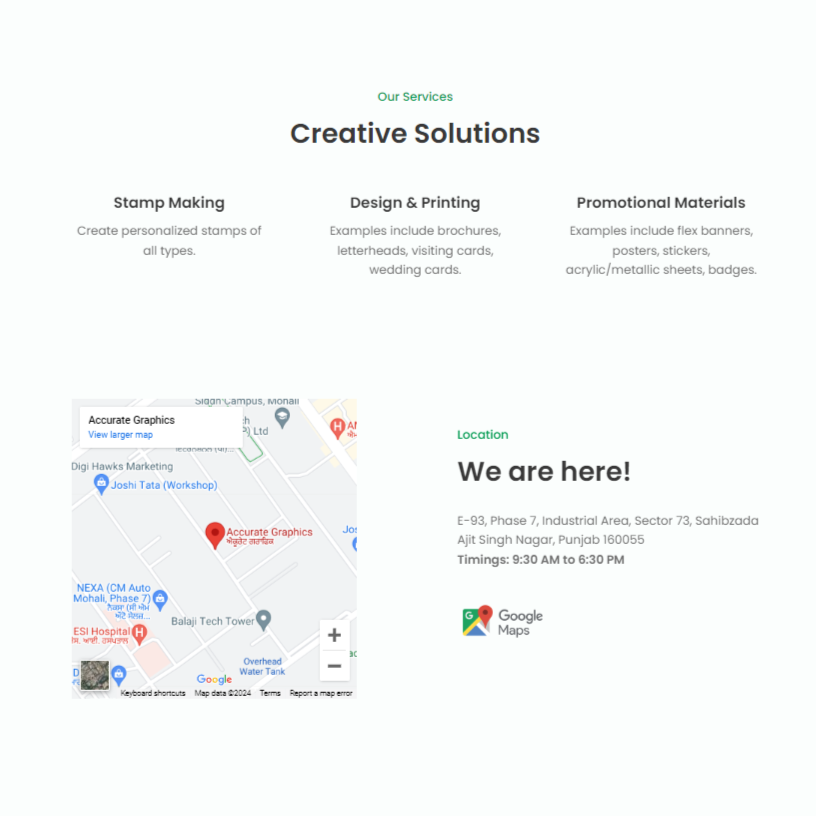 Our Services
Creative Solutions
Stamp Making
Create personalized stamps of
all types.
Design & Printing
Examples include brochures,
letterheads, visiting cards,
wedding cards.
Promotional Materials
Examples include flex banners,
posters, stickers,
acrylic/metallic sheets, badges.
Accurate Graphics
View larger map
Campus, Mohali
) Ltd
Digi Hawks Marketing
Joshi Tata (Workshop)
Accurate Graphics
ਐਕੂਰੇਟ ਗਰਾਫਿਕ
NEXA (CM Auto
Mohali, Phase 7)
ESI Hospital
Balaji Tech Tower
Overhead
Water Tank
Google
Keyboard shortcuts
Map data ©2024
Terms
Report a map error
Location
We are here!
E-93, Phase 7, Industrial Area, Sector 73, Sahibzada
Ajit Singh Nagar, Punjab 160055
Timings: 9:30 AM to 6:30 PM
Google
Maps